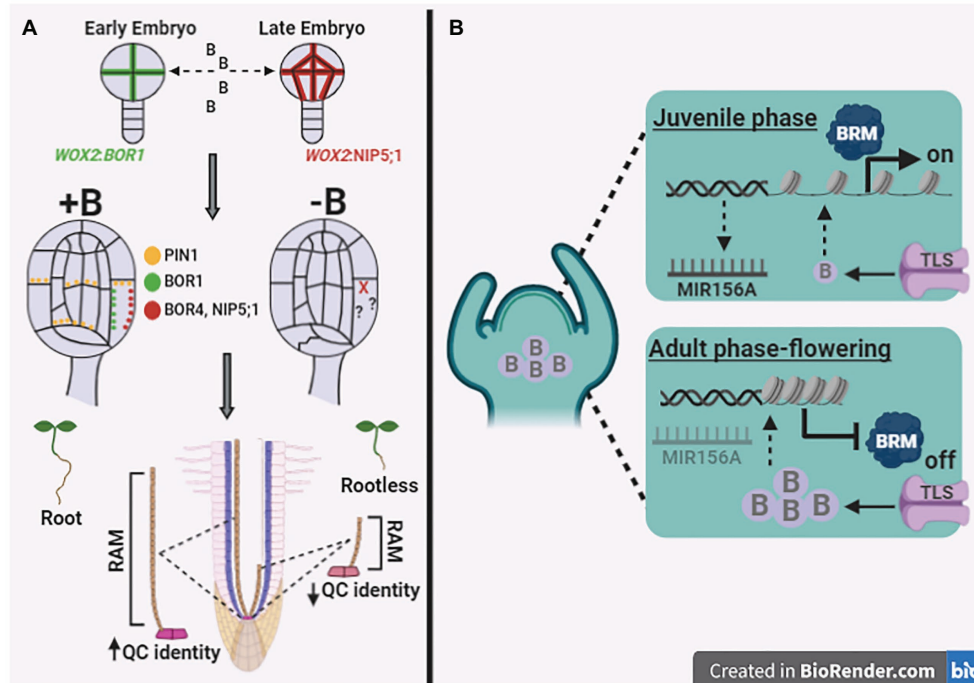 A
Early Embryo
Late Embryo
B
B
B
B
WOX2:BOR1
WOX2:NIP5;1
+B
-B
PIN1
BOR1
BOR4, NIP5;1
X
?
?
Root
Rootless
RAM
RAM
↓QC identity
↑QC identity
B
Juvenile phase
BRM
on
B
TLS
MIR156A
B
B B B
Adult phase-flowering
BRM
off
MIR156A
B
B B B
TLS
Created in BioRender.com bio